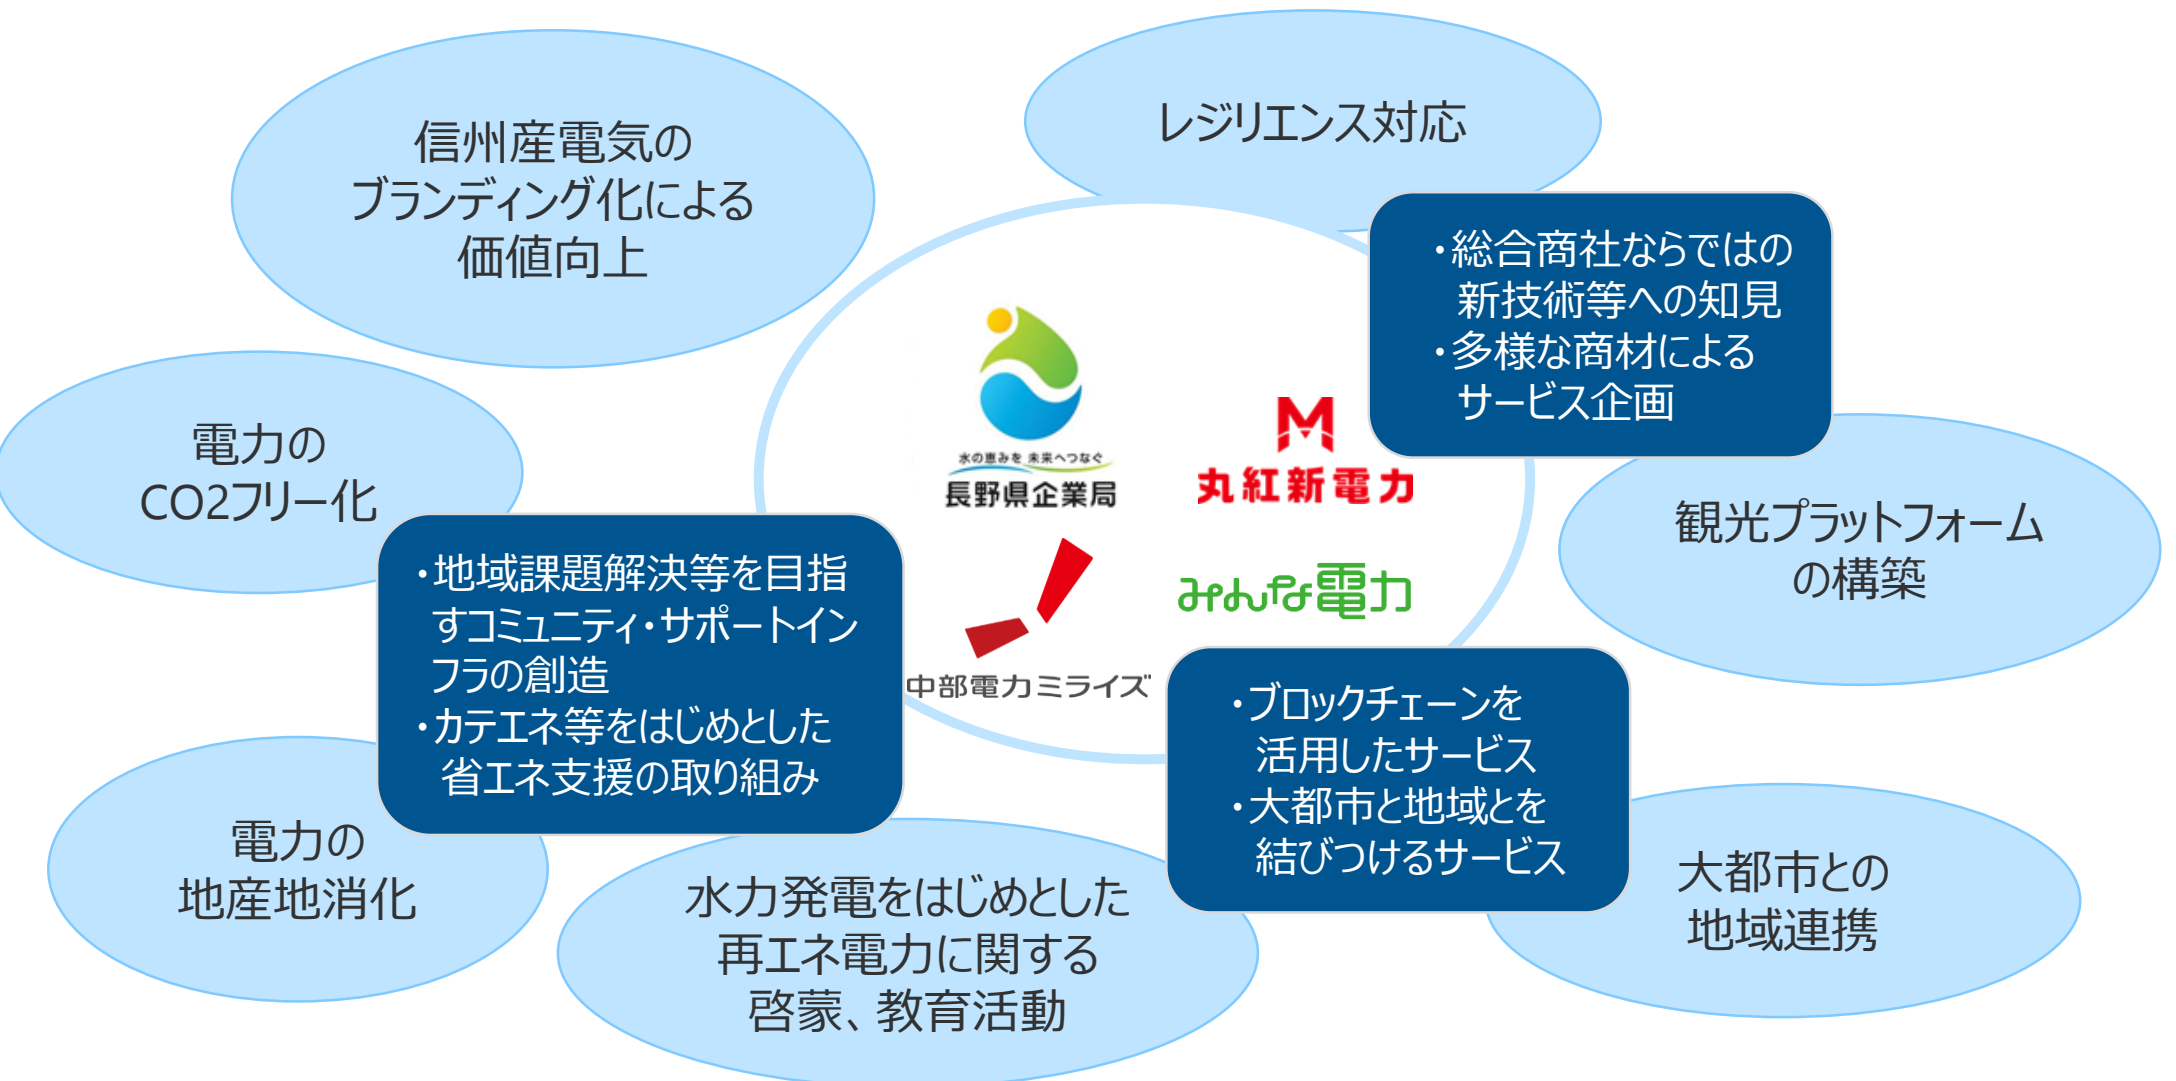 信州産電気の
ブランディング化による
価値向上
レジリエンス対応
・総合商社ならではの
新技術等への知見
・多様な商材による
サービス企画
電力の
CO2フリー化
水の恵みを 未来へつなぐ
長野県企業局
丸紅新電力
観光プラットフォーム
の構築
・地域課題解決等を目指
すコミュニティ・サポートイン
フラの創造
・カテエネ等をはじめとした
省エネ支援の取り組み
みんな電力
中部電力ミライズ
・ブロックチェーンを
活用したサービス
・大都市と地域とを
結びつけるサービス
電力の
地産地消化
水力発電をはじめとした
再エネ電力に関する
啓蒙、教育活動
大都市との
地域連携